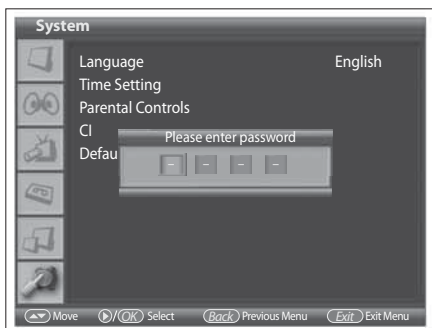 System
Language English
Time Setting
Parental Controls
CI
Defau
Please enter password
- - - -
Move /OK Select Back Previous Menu Exit Exit Menu